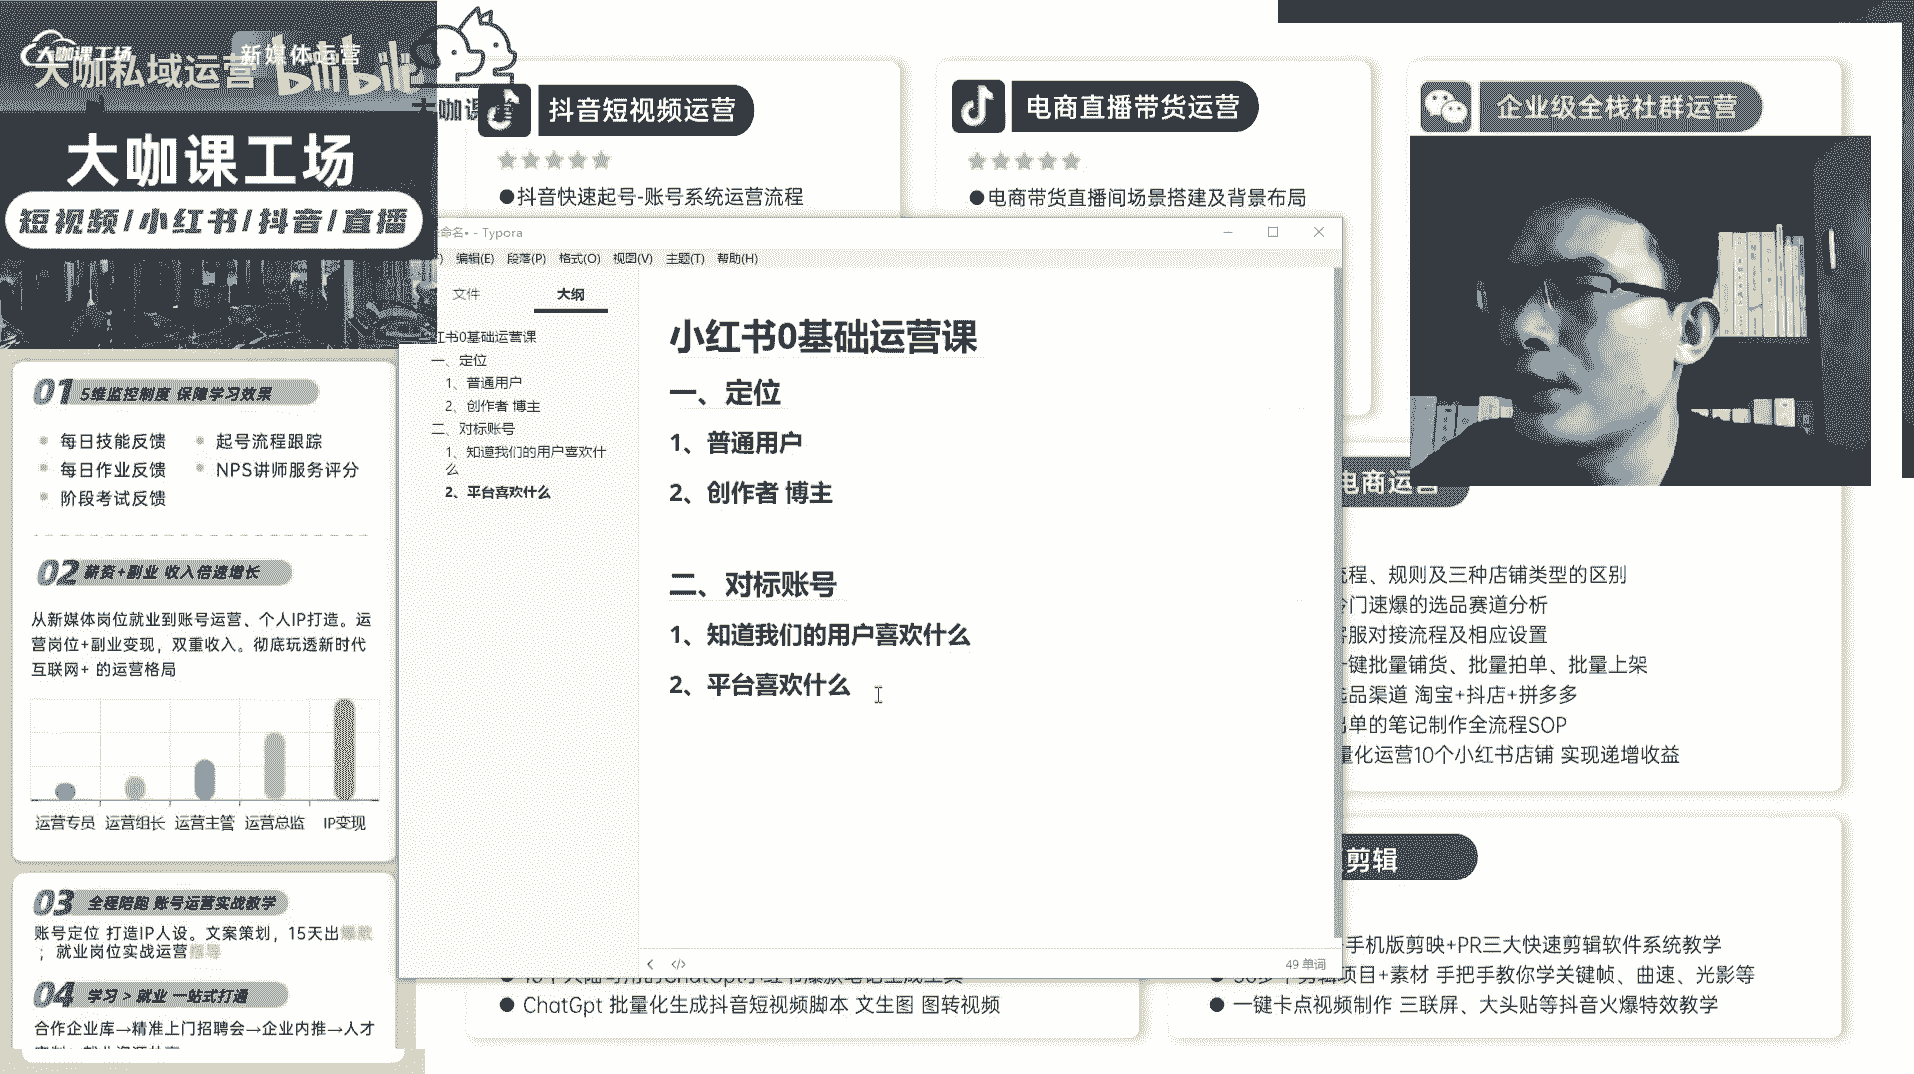 大咖课工场
新媒体运营
大咖私域运营
bilibili
大咖课工场
短视频/小红书/抖音/直播
01 5维监控制度 保障学习效果
每日技能反馈
起号流程跟踪
每日作业反馈
NPS讲师服务评分
阶段考试反馈
02 薪资+副业 收入倍速增长
从新媒体岗位就业到账号运营、个人IP打造。运
营岗位+副业变现，双重收入。彻底玩透新时代
互联网+ 的运营格局
运营专员 运营组长 运营主管 运营总监 IP变现
03 全程陪跑 账号运营实战教学
账号定位 打造IP人设。文案策划，15天出爆款
；就业岗位实战运营指导
04 学习 > 就业 一站式打通
合作企业库→精准上门招聘会→企业内推→人才
抖音短视频运营
●抖音快速起号-账号系统运营流程
电商直播带货运营
●电商带货直播间场景搭建及背景布局
企业级全栈社群运营
命名• - Typora
编辑(E) 段落(P) 格式(O) 视图(V) 主题(T) 帮助(H)
文件 大纲
红书0基础运营课
一、定位
1、普通用户
2、创作者 博主
二、对标账号
1、知道我们的用户喜欢什
么
2、平台喜欢什么
小红书0基础运营课
一、定位
1、普通用户
2、创作者 博主
二、对标账号
1、知道我们的用户喜欢什么
2、平台喜欢什么
49 单词
电商运营
流程、规则及三种店铺类型的区别
冷门速爆的选品赛道分析
客服对接流程及相应设置
一键批量铺货、批量拍单、批量上架
选品渠道 淘宝+抖店+拼多多
出单的笔记制作全流程SOP
量化运营10个小红书店铺 实现递增收益
● ChatGpt 批量化生成抖音短视频脚本 文生图 图转视频
剪辑
手机版剪映+PR三大快速剪辑软件系统教学
项目+素材 手把手教你学关键帧、曲速、光影等
● 一键卡点视频制作 三联屏、大头贴等抖音火爆特效教学